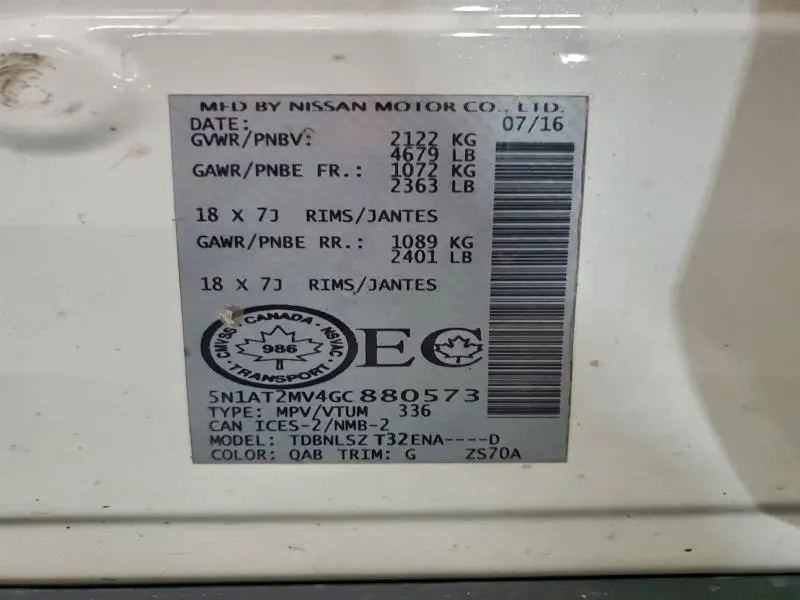 MFD BY NISSAN MOTOR CO., LTD.
DATE: 07/16
GVWR/PNBV: 2122 KG
4679 LB
GAWR/PNBE FR.: 1072 KG
2363 LB
18 X 7J RIMS/JANTES
GAWR/PNBE RR.: 1089 KG
2401 LB
18 X 7J RIMS/JANTES
CANADA · NSVAC · TRANSPORT · CMVSS
986
EC
5N1AT2MV4GC 880573
TYPE: MPV/VTUM 336
CAN ICES-2/NMB-2
MODEL: TDBNLSZ T32ENA----D
COLOR: QAB TRIM: G ZS70A